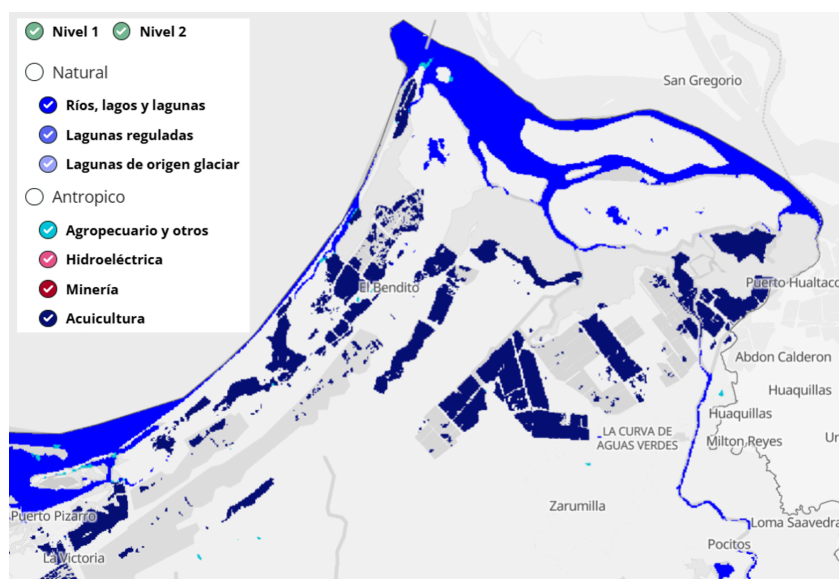 Nivel 1 Nivel 2
Natural
Ríos, lagos y lagunas
Lagunas reguladas
Lagunas de origen glaciar
Antropico
Agropecuario y otros
Hidroeléctrica
Minería
Acuicultura
San Gregorio
El Bendito
Puerto Hualtaco
Abdon Calderon
Huaquillas
Huaquillas
LA CURVA DE
AGUAS VERDES
Milton Reyes
Zarumilla
Puerto Pizarro
Loma Saavedra
Pocitos
La Victoria